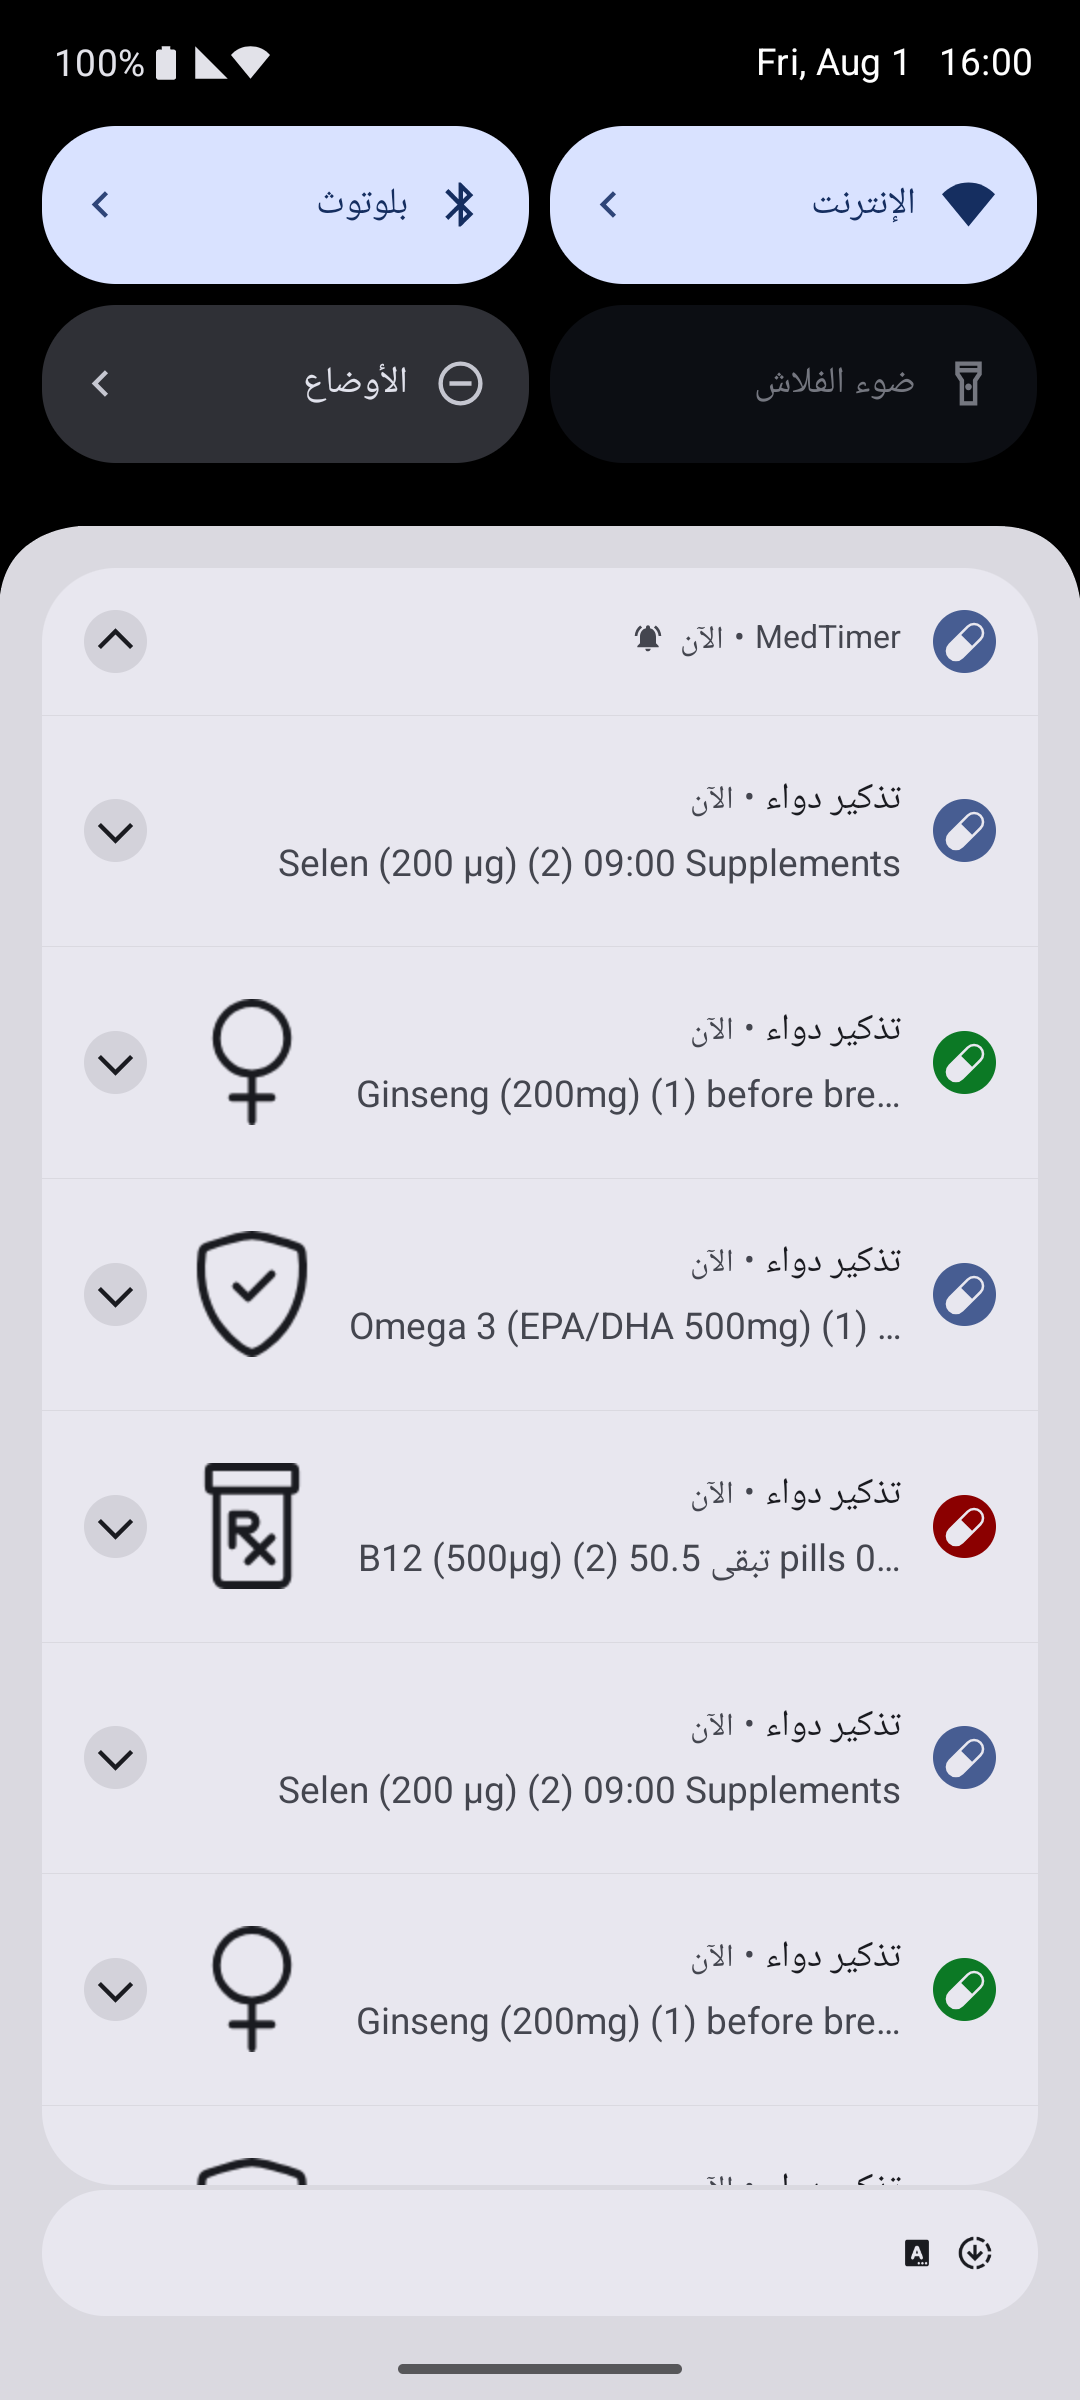 100%
Fri, Aug 1 16:00
الإنترنت
بلوتوث
ضوء الفلاش
الأوضاع
MedTimer • الآن
تذكير دواء • الآن
Selen (200 µg) (2) 09:00 Supplements
تذكير دواء • الآن
Ginseng (200mg) (1) before bre…
تذكير دواء • الآن
Omega 3 (EPA/DHA 500mg) (1) …
تذكير دواء • الآن
B12 (500µg) (2) 50.5 تبقى pills 0…
تذكير دواء • الآن
Selen (200 µg) (2) 09:00 Supplements
تذكير دواء • الآن
Ginseng (200mg) (1) before bre…